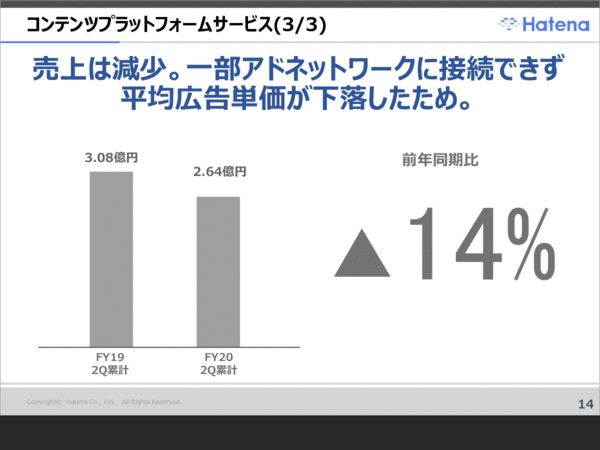 コンテンツプラットフォームサービス(3/3)
Hatena
売上は減少。一部アドネットワークに接続できず
平均広告単価が下落したため。
3.08億円
2.64億円
前年同期比
▲14%
FY19
2Q累計
FY20
2Q累計
Copyright© Hatena Co., Ltd. All Rights Reserved.
14